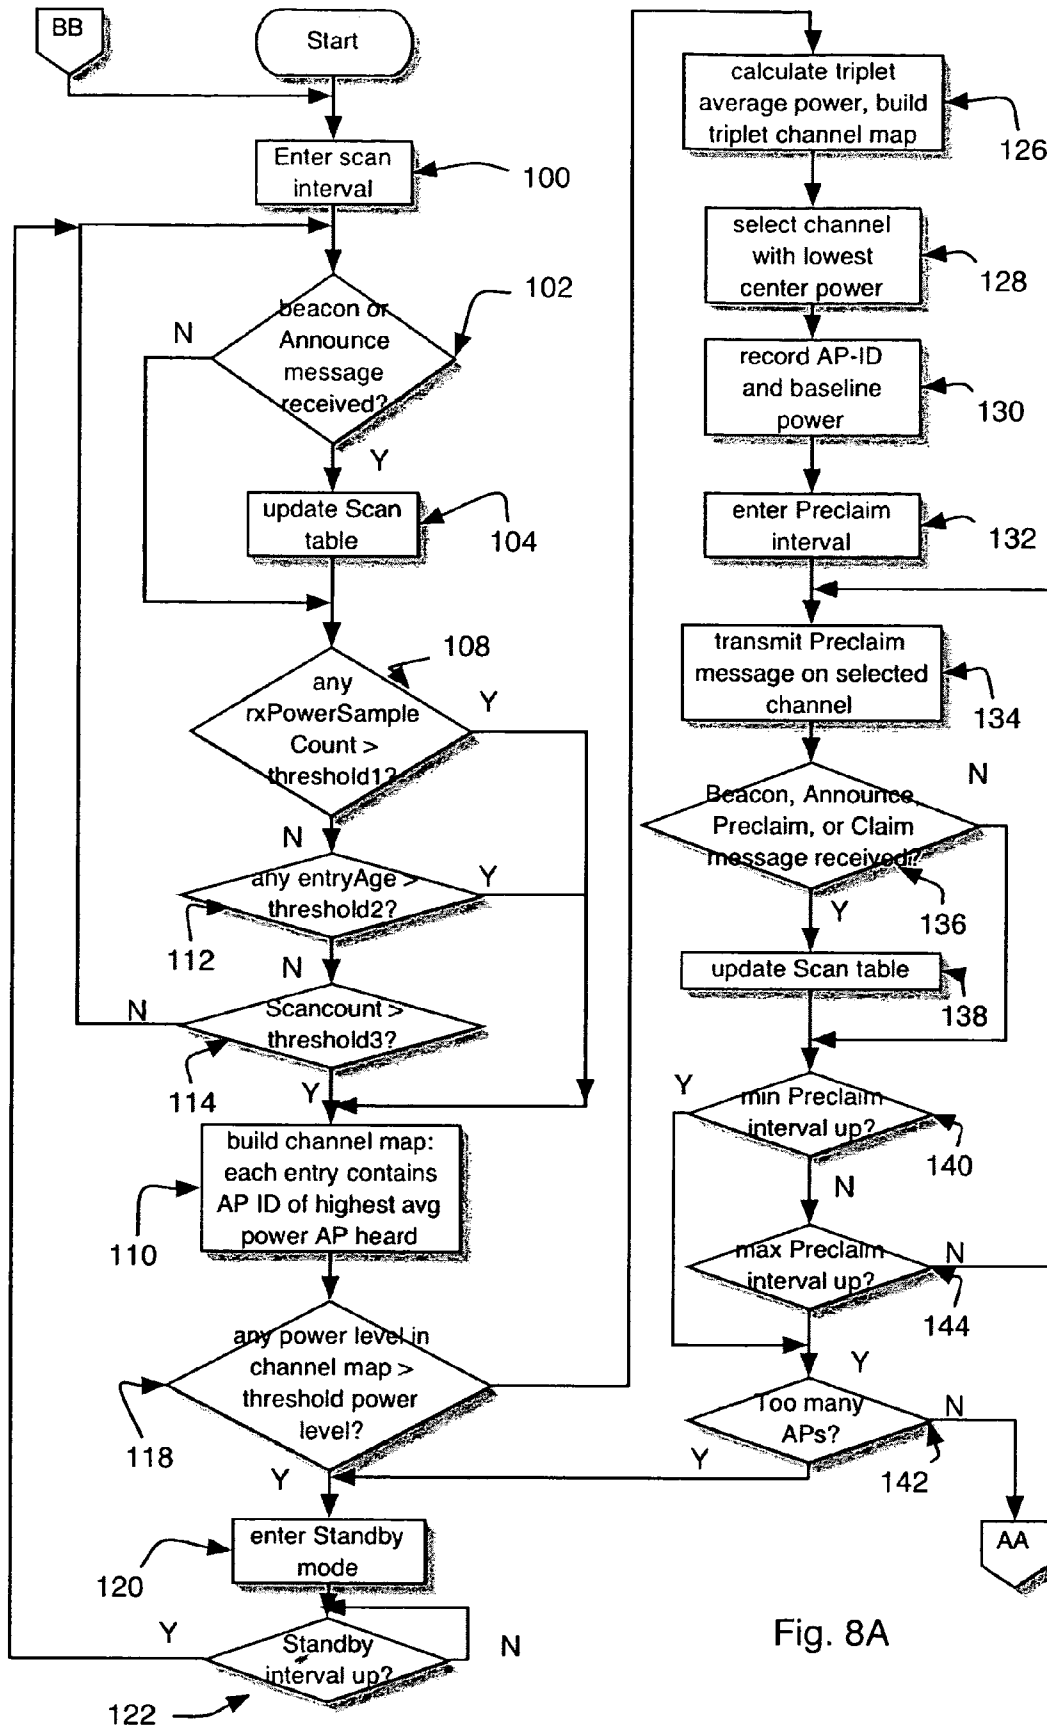 BB
Start
Enter scan
interval
100
beacon or
Announce
message
received?
102
N
Y
update Scan
table
104
108
any
rxPowerSample
Count >
threshold1?
Y
N
any entryAge >
threshold2?
Y
112
N
Scancount >
threshold3?
N
114
Y
build channel map:
each entry contains
AP ID of highest avg
power AP heard
110
any power level in
channel map >
threshold power
level?
118
Y
enter Standby
mode
120
Y
Standby
interval up?
N
122
calculate triplet
average power, build
triplet channel map
126
select channel
with lowest
center power
128
record AP-ID
and baseline
power
130
enter Preclaim
interval
132
transmit Preclaim
message on selected
channel
134
N
Beacon, Announce,
Preclaim, or Claim
message received?
136
Y
update Scan table
138
Y
min Preclaim
interval up?
140
N
max Preclaim
interval up?
N
144
Y
Too many
APs?
N
Y
142
AA
Fig. 8A